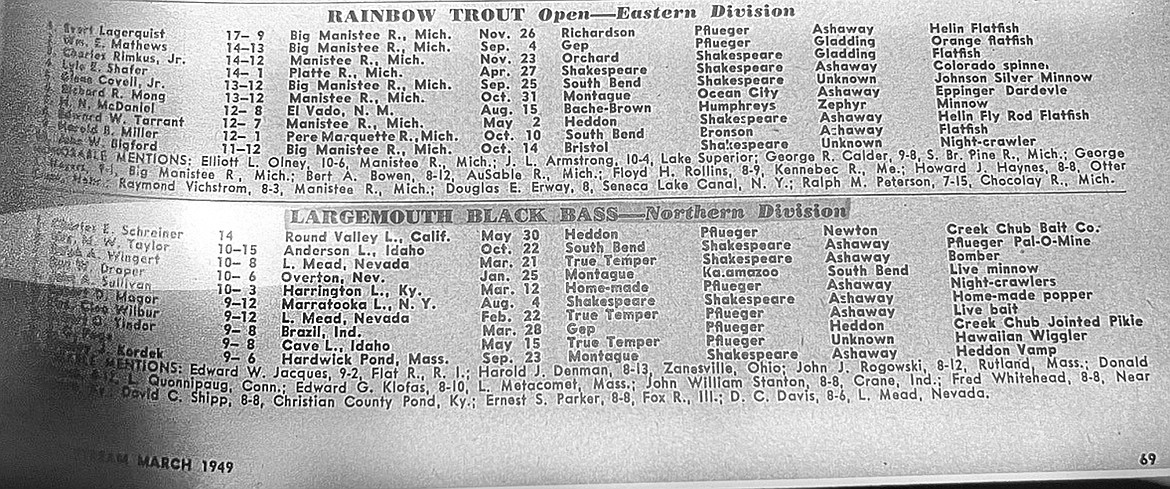 RAINBOW TROUT Open—Eastern Division
Evert Lagerquist 17- 9 Big Manistee R., Mich. Nov. 26 Richardson Pflueger Ashaway Helin Flatfish
Wm. E. Mathews 14-13 Big Manistee R., Mich. Sep. 4 Gep Pflueger Gladding Orange flatfish
Charles Rimkus, Jr. 14-12 Manistee R., Mich. Nov. 23 Orchard Shakespeare Gladding Flatfish
Lyle E. Shafer 14- 1 Platte R., Mich. Apr. 27 Shakespeare Shakespeare Ashaway Colorado spinner
Glenn Covell, Jr. 13-12 Big Manistee R., Mich. Sep. 25 South Bend Shakespeare Unknown Johnson Silver Minnow
Richard R. Mong 13-12 Manistee R., Mich. Oct. 31 Montague Ocean City Ashaway Eppinger Dardevle
H. N. McDaniel 12- 8 El Vado, N. M. Aug. 15 Bache-Brown Humphreys Zephyr Minnow
Edward W. Tarrant 12- 7 Manistee R., Mich. May 2 Heddon Shakespeare Ashaway Helin Fly Rod Flatfish
Harold B. Miller 12- 1 Pere Marquette R., Mich. Oct. 10 South Bend Bronson Ashaway Flatfish
John W. Bigford 11-12 Big Manistee R., Mich. Oct. 14 Bristol Shakespeare Unknown Night-crawler
MENTIONS: Elliott L. Olney, 10-6, Manistee R., Mich.; J. L. Armstrong, 10-4, Lake Superior; George R. Calder, 9-8, S. Br. Pine R., Mich.; George
9-1, Big Manistee R., Mich.; Bert A. Bowen, 8-12, AuSable R., Mich.; Floyd H. Rollins, 8-9, Kennebec R., Me.; Howard J. Haynes, 8-8, Otter
Raymond Vichstrom, 8-3, Manistee R., Mich.; Douglas E. Erway, 8, Seneca Lake Canal, N. Y.; Ralph M. Peterson, 7-15, Chocolay R., Mich.
LARGEMOUTH BLACK BASS—Northern Division
E. Schreiner 14 Round Valley L., Calif. May 30 Heddon Pflueger Newton Creek Chub Bait Co.
M. W. Taylor 10-15 Anderson L., Idaho Oct. 22 South Bend Shakespeare Ashaway Pflueger Pal-O-Mine
A. Wingert 10- 8 L. Mead, Nevada Mar. 21 True Temper Shakespeare Ashaway Bomber
Draper 10- 6 Overton, Nev. Jan. 25 Montague Kalamazoo South Bend Live minnow
A. Sullivan 10- 3 Harrington L., Ky. Mar. 12 Home-made Pflueger Ashaway Night-crawlers
D. Magor 9-12 Marratooka L., N. Y. Aug. 4 Shakespeare Shakespeare Ashaway Home-made popper
Wilbur 9-12 L. Mead, Nevada Feb. 22 True Temper Pflueger Ashaway Live bait
Yindor 9- 8 Brazil, Ind. Mar. 28 Gep Pflueger Heddon Creek Chub Jointed Pikie
9- 8 Cave L., Idaho May 15 True Temper Pflueger Unknown Hawaiian Wiggler
Kordek 9- 6 Hardwick Pond, Mass. Sep. 23 Montague Shakespeare Ashaway Heddon Vamp
MENTIONS: Edward W. Jacques, 9-2, Flat R., R. I.; Harold J. Denman, 8-13, Zanesville, Ohio; John J. Rogowski, 8-12, Rutland, Mass.; Donald
L. Quonnipaug, Conn.; Edward G. Klofas, 8-10, L. Metacomet, Mass.; John William Stanton, 8-8, Crane, Ind.; Fred Whitehead, 8-8, Near
David C. Shipp, 8-8, Christian County Pond, Ky.; Ernest S. Parker, 8-8, Fox R., Ill.; D. C. Davis, 8-6, L. Mead, Nevada.
MARCH 1949 69